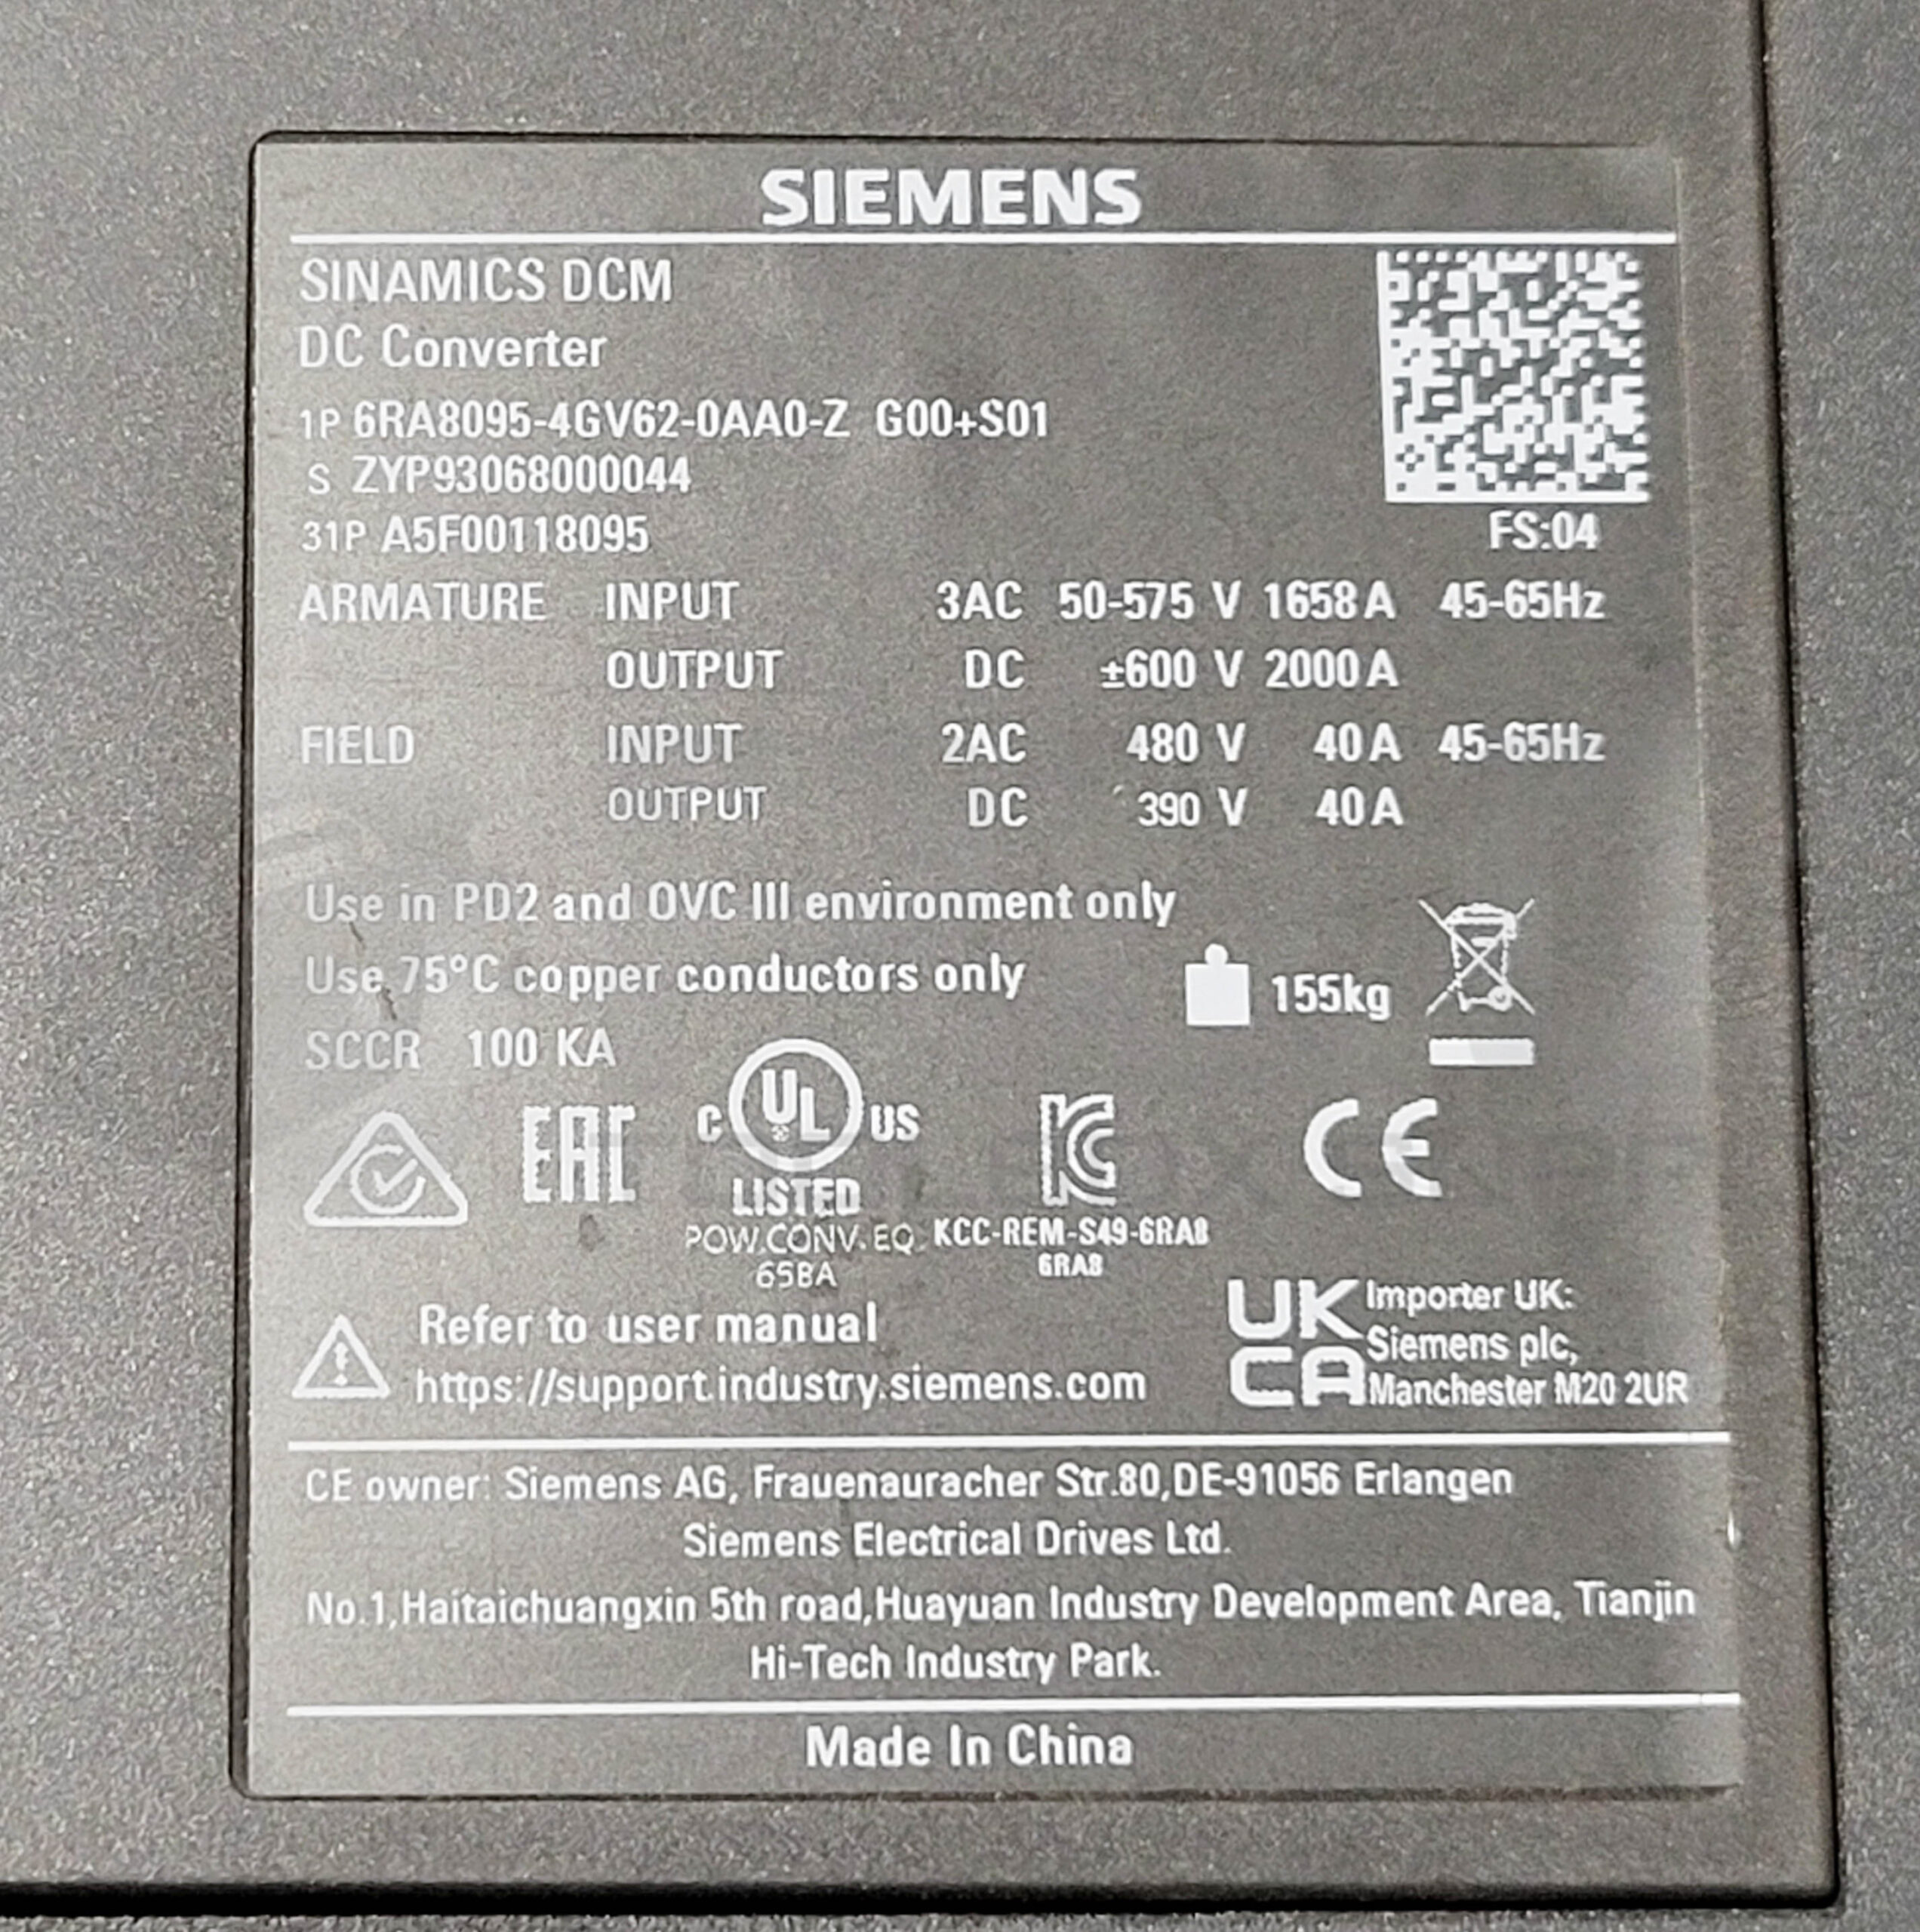 SIEMENS
SINAMICS DCM
DC Converter
1P 6RA8095-4GV62-0AA0-Z G00+S01
S ZYP93068000044
31P A5F00118095
FS:04
ARMATURE INPUT 3AC 50-575 V 1658 A 45-65Hz
OUTPUT DC ±600 V 2000 A
FIELD INPUT 2AC 480 V 40 A 45-65Hz
OUTPUT DC 390 V 40 A
Use in PD2 and OVC III environment only
Use 75°C copper conductors only
155kg
SCCR 100 KA
EAC
C UL US
LISTED
POW.CONV.EQ.
65BA
KC
KCC-REM-S49-6RA8
6RA8
CE
Refer to user manual
https://support.industry.siemens.com
UK
CA
Importer UK:
Siemens plc,
Manchester M20 2UR
CE owner: Siemens AG, Frauenauracher Str.80,DE-91056 Erlangen
Siemens Electrical Drives Ltd.
No.1,Haitaichuangxin 5th road,Huayuan Industry Development Area, Tianjin
Hi-Tech Industry Park.
Made In China